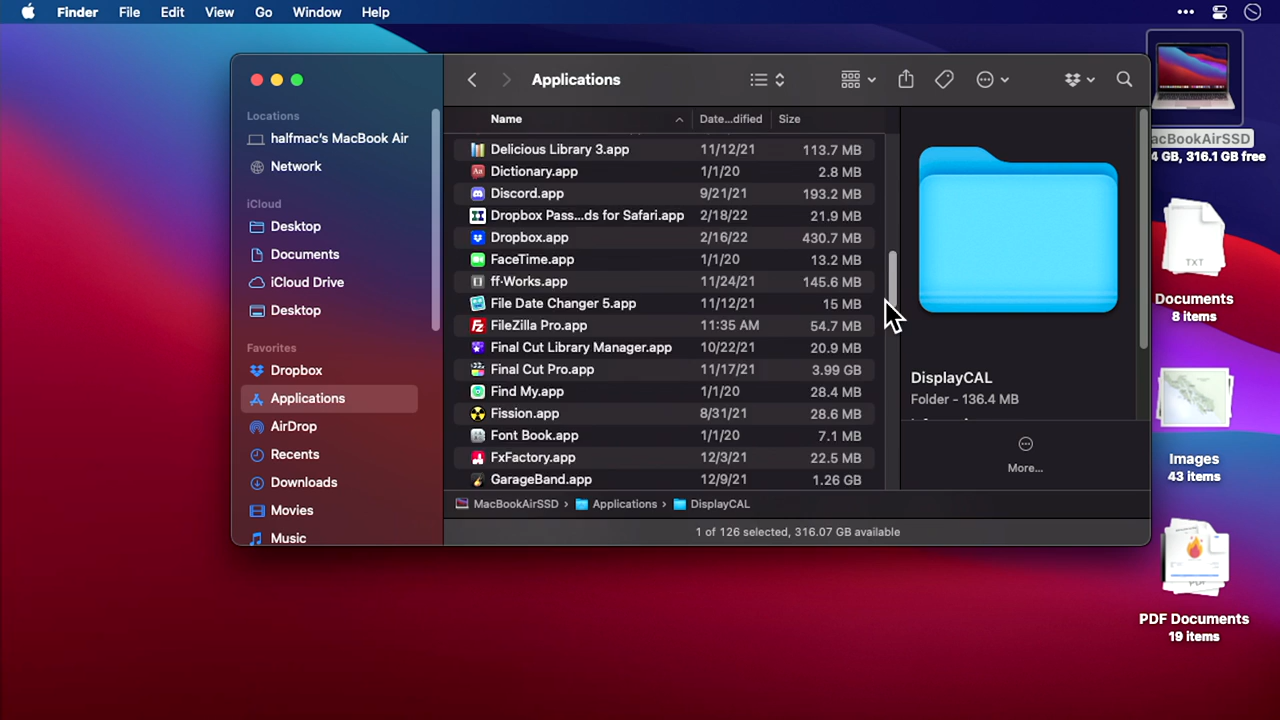 Finder File Edit View Go Window Help
Applications
Locations
halfmac's MacBook Air
Network
iCloud
Desktop
Documents
iCloud Drive
Desktop
Favorites
Dropbox
Applications
AirDrop
Recents
Downloads
Movies
Music
Name Date...dified Size
Delicious Library 3.app 11/12/21 113.7 MB
Dictionary.app 1/1/20 2.8 MB
Discord.app 9/21/21 193.2 MB
Dropbox Pass...ds for Safari.app 2/18/22 21.9 MB
Dropbox.app 2/16/22 430.7 MB
FaceTime.app 1/1/20 13.2 MB
ff·Works.app 11/24/21 145.6 MB
File Date Changer 5.app 11/12/21 15 MB
FileZilla Pro.app 11:35 AM 54.7 MB
Final Cut Library Manager.app 10/22/21 20.9 MB
Final Cut Pro.app 11/17/21 3.99 GB
Find My.app 1/1/20 28.4 MB
Fission.app 8/31/21 28.6 MB
Font Book.app 1/1/20 7.1 MB
FxFactory.app 12/3/21 22.5 MB
GarageBand.app 12/9/21 1.26 GB
DisplayCAL
Folder - 136.4 MB
More...
MacBookAirSSD › Applications › DisplayCAL
1 of 126 selected, 316.07 GB available
acBookAirSSD
4 GB, 316.1 GB free
TXT
Documents
8 items
Images
43 items
PDF
PDF Documents
19 items